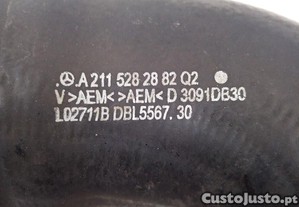 .A 211 528 28 82 Q2
V >AEM< >AEM< D 3091DB30
L02711B DBL5567.30
CustoJusto.pt